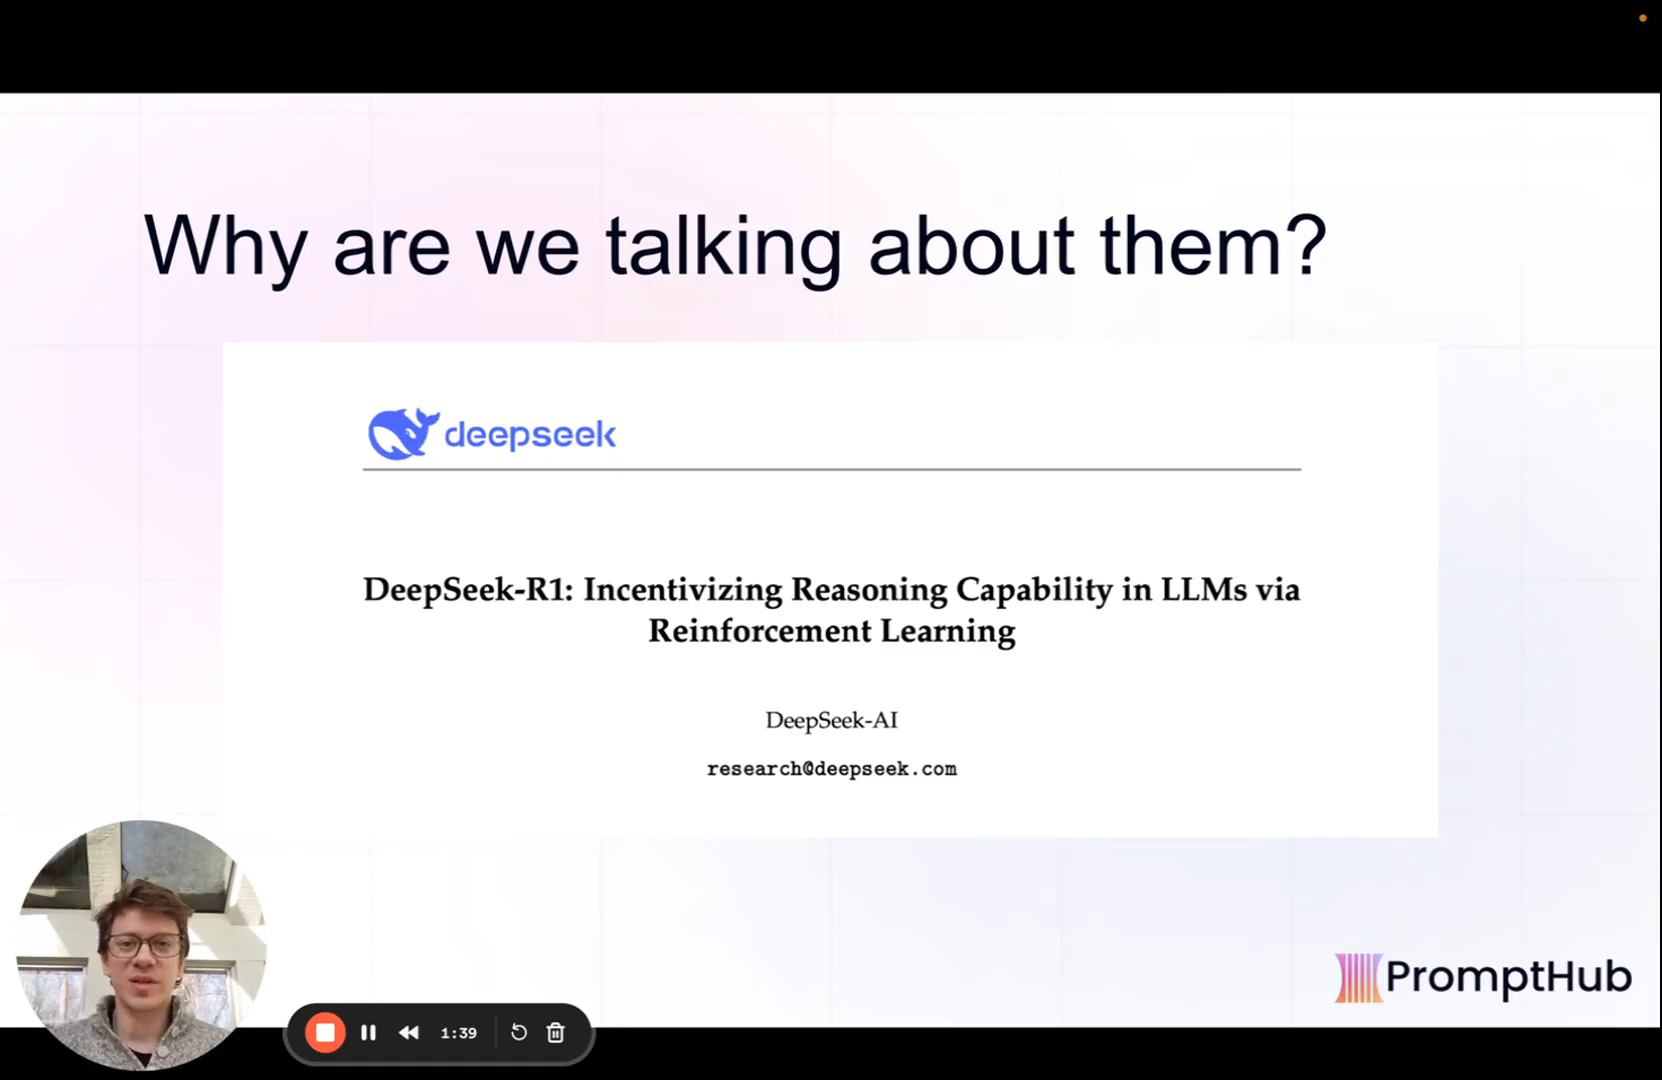 Why are we talking about them?
deepseek
DeepSeek-R1: Incentivizing Reasoning Capability in LLMs via
Reinforcement Learning
DeepSeek-AI
research@deepseek.com
PromptHub
1:39